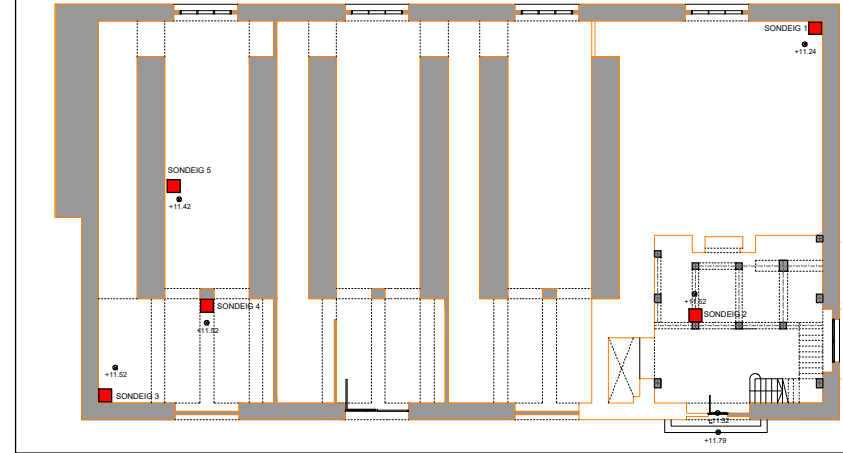 SONDEIG 1
+11.24
SONDEIG 5
+11.42
+11.52
SONDEIG 2
SONDEIG 4
+11.52
+11.52
SONDEIG 3
+11.52
+11.79